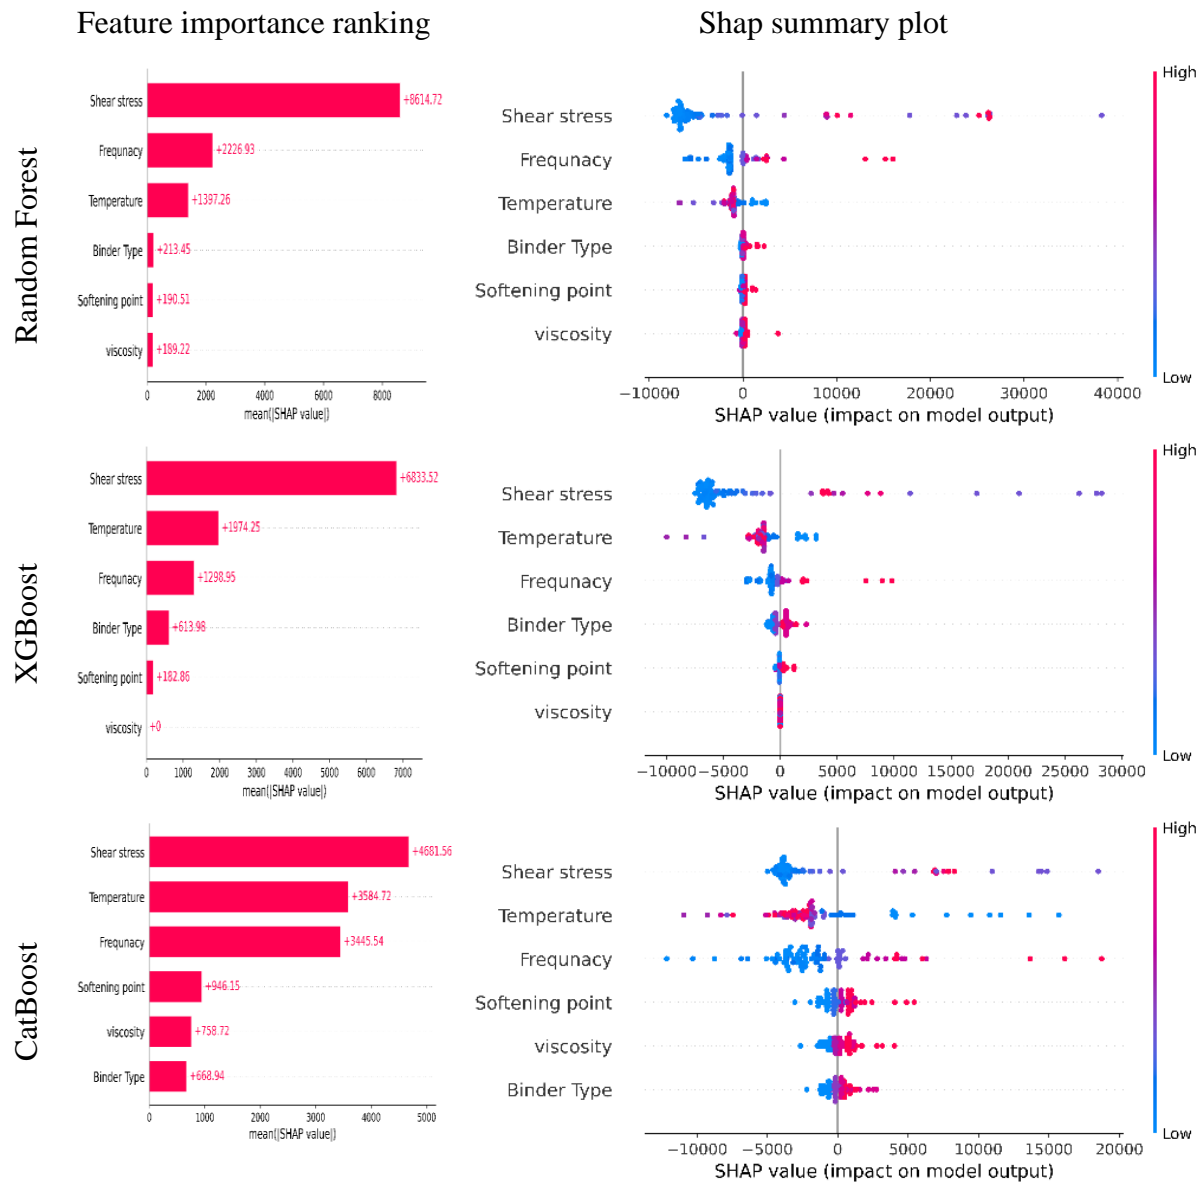 Feature importance ranking
Shap summary plot
Random Forest
Shear stress
+8614.72
Frequnacy
+2226.93
Temperature
+1397.26
Binder Type
+213.45
Softening point
+190.51
viscosity
+189.22
0 2000 4000 6000 8000
mean(|SHAP value|)
High
Shear stress
Frequnacy
Temperature
Binder Type
Softening point
viscosity
Low
−10000 0 10000 20000 30000 40000
SHAP value (impact on model output)
XGBoost
Shear stress
+6833.52
Temperature
+1974.25
Frequnacy
+1298.95
Binder Type
+613.98
Softening point
+182.86
viscosity
+0
0 1000 2000 3000 4000 5000 6000 7000
mean(|SHAP value|)
High
Shear stress
Temperature
Frequnacy
Binder Type
Softening point
viscosity
Low
−10000 −5000 0 5000 10000 15000 20000 25000 30000
SHAP value (impact on model output)
CatBoost
Shear stress
+4681.56
Temperature
+3584.72
Frequnacy
+3445.54
Softening point
+946.15
viscosity
+758.72
Binder Type
+668.94
0 1000 2000 3000 4000 5000
mean(|SHAP value|)
High
Shear stress
Temperature
Frequnacy
Softening point
viscosity
Binder Type
Low
−10000 −5000 0 5000 10000 15000 20000
SHAP value (impact on model output)